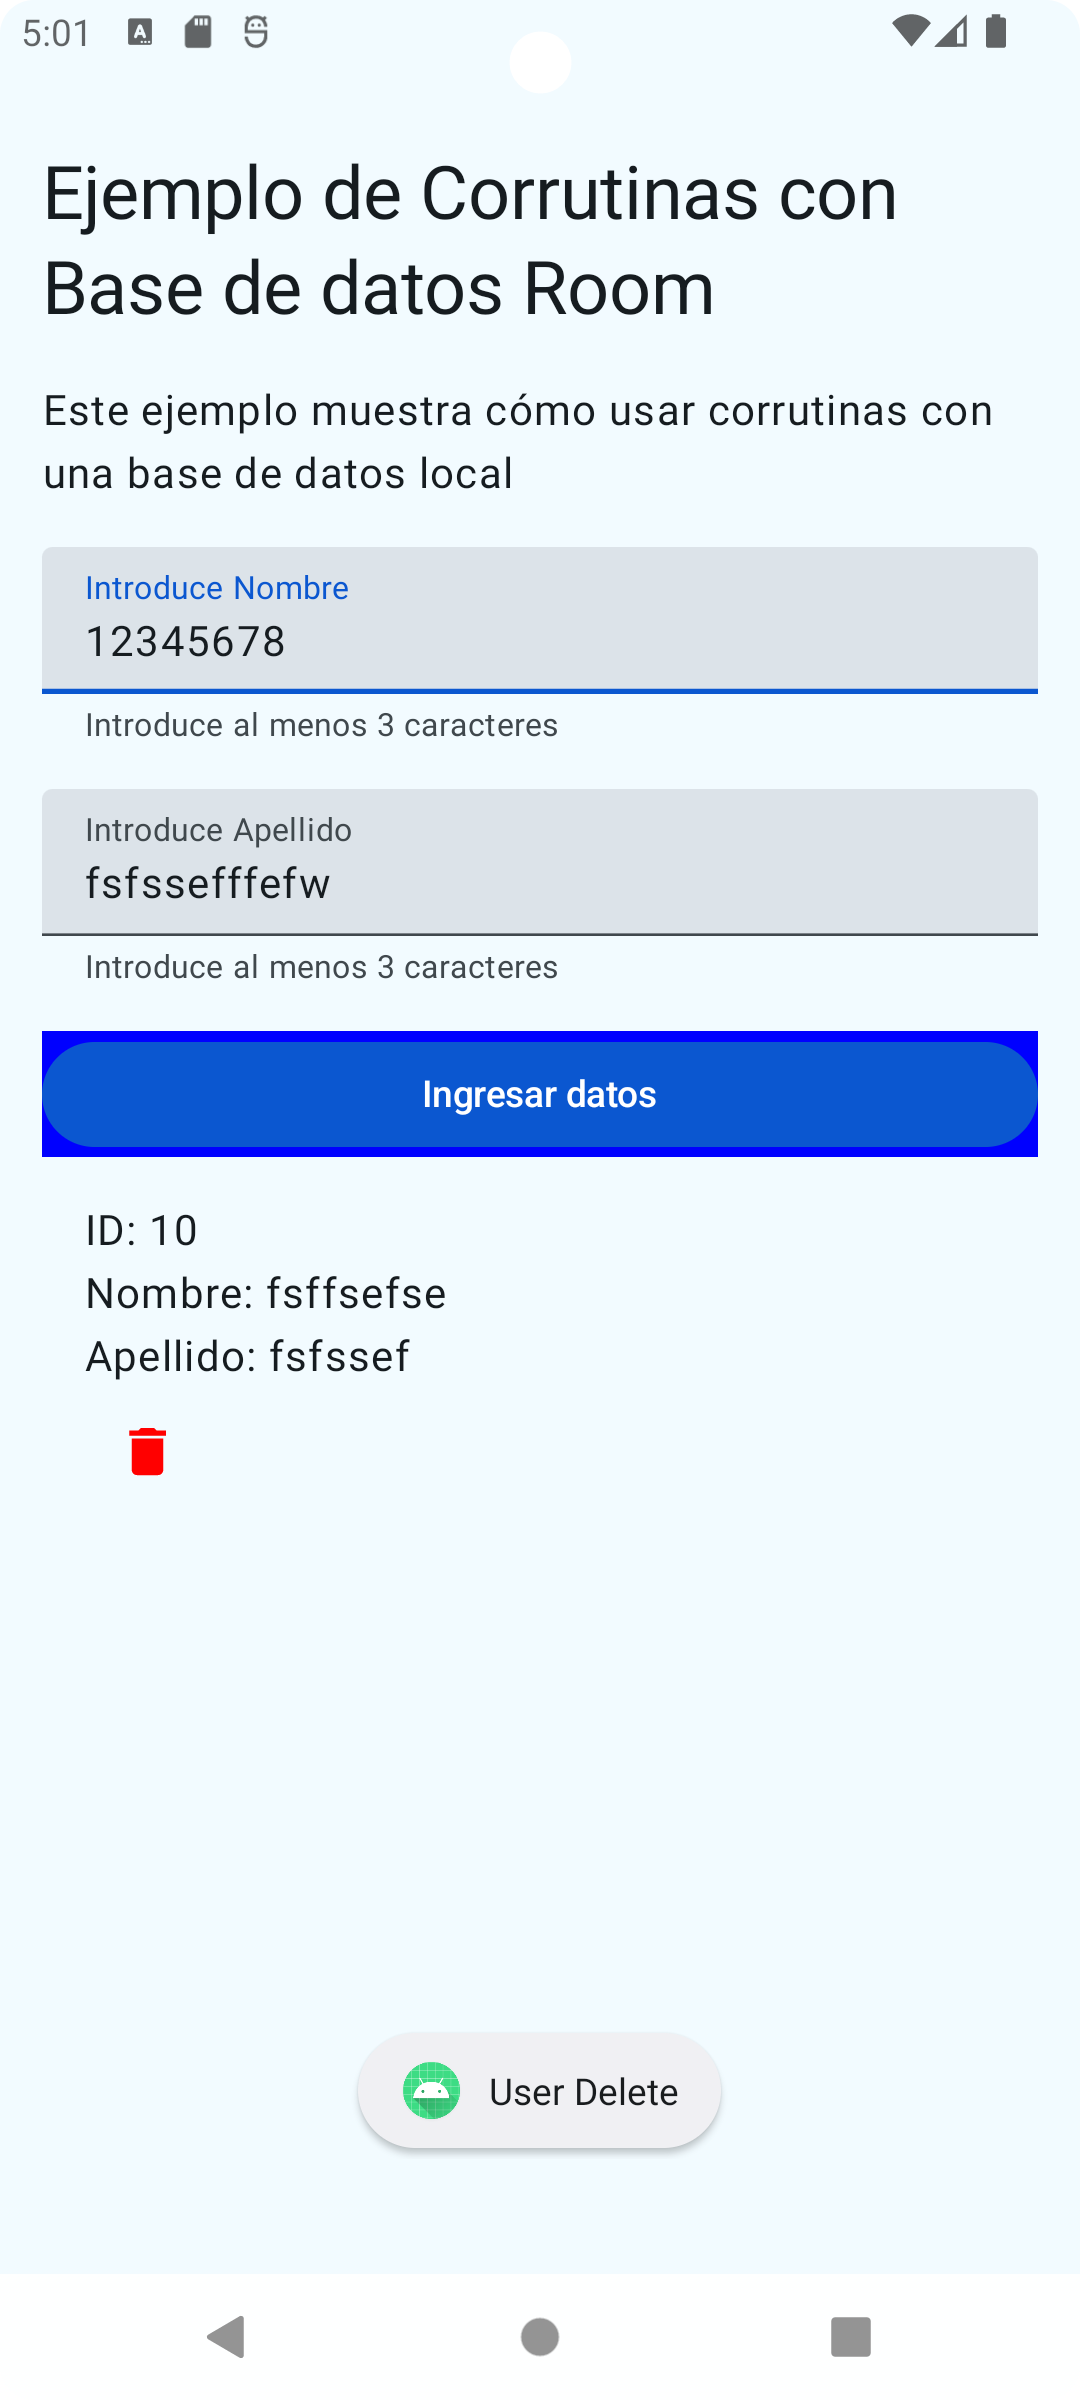 5:01
Ejemplo de Corrutinas con
Base de datos Room
Este ejemplo muestra cómo usar corrutinas con
una base de datos local
Introduce Nombre
12345678
Introduce al menos 3 caracteres
Introduce Apellido
fsfssefffefw
Introduce al menos 3 caracteres
Ingresar datos
ID: 10
Nombre: fsffsefse
Apellido: fsfssef
User Delete